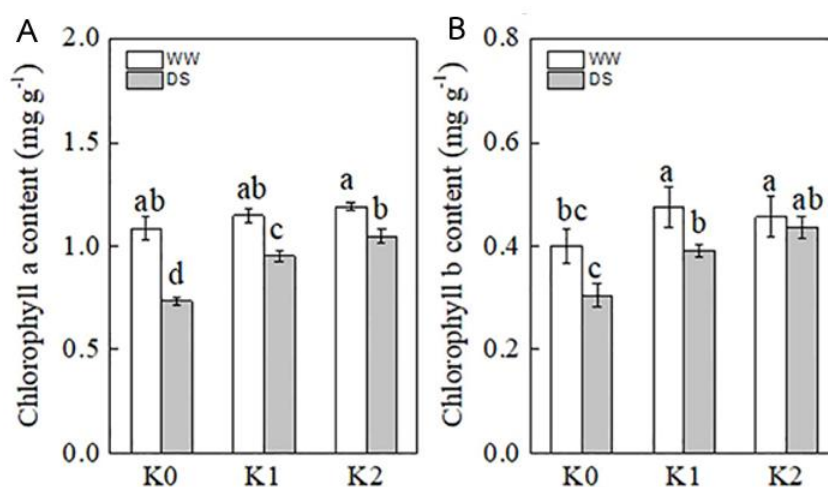 A
Chlorophyll a content (mg g⁻¹)
2.0
1.5
1.0
0.5
0.0
WW
DS
ab
d
ab
c
a
b
K0
K1
K2
B
Chlorophyll b content (mg g⁻¹)
0.8
0.6
0.4
0.2
0.0
WW
DS
bc
c
a
b
a
ab
K0
K1
K2